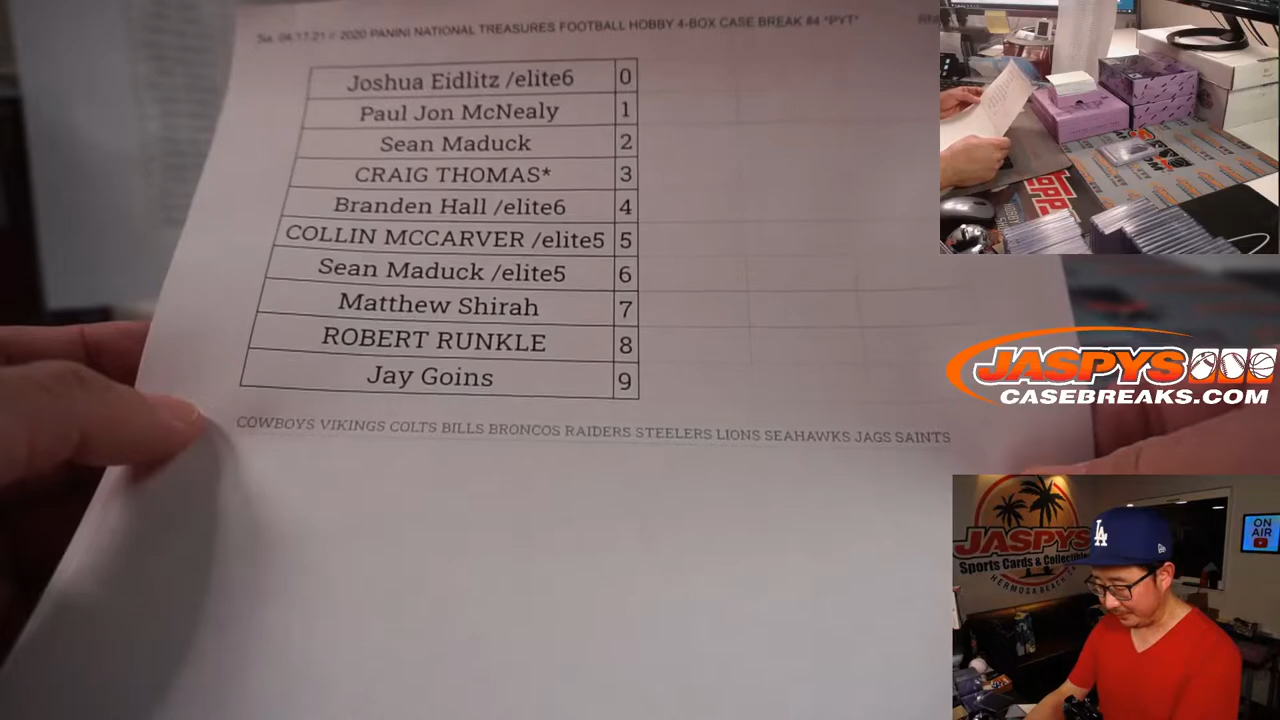 Sa. 04.17.21 // 2020 PANINI NATIONAL TREASURES FOOTBALL HOBBY 4-BOX CASE BREAK #4 *PYT*
Joshua Eidlitz /elite6 0
Paul Jon McNealy 1
Sean Maduck 2
CRAIG THOMAS* 3
Branden Hall /elite6 4
COLLIN MCCARVER /elite5 5
Sean Maduck /elite5 6
Matthew Shirah 7
ROBERT RUNKLE 8
Jay Goins 9
COWBOYS VIKINGS COLTS BILLS BRONCOS RAIDERS STEELERS LIONS SEAHAWKS JAGS SAINTS
JASPYS
CASEBREAKS.COM
JASPYS
Sports Cards & Collectibles
HERMOSA BEACH
LA
ON
AIR